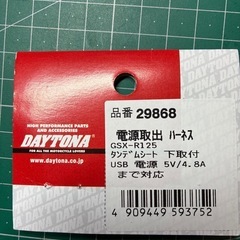 HIGH PERFORMANCE PARTS
AND ACCESSORIES
DAYTONA
FOR ALL THE MOTORCYCLE LOVERS
www.daytona.co.jp
品番 29868
電源取出 ﾊｰﾈｽ
GSX-R125
ﾀﾝﾃﾞﾑｼｰﾄ 下取付
USB 電源 5V/4.8A
まで対応
4 909449 593752